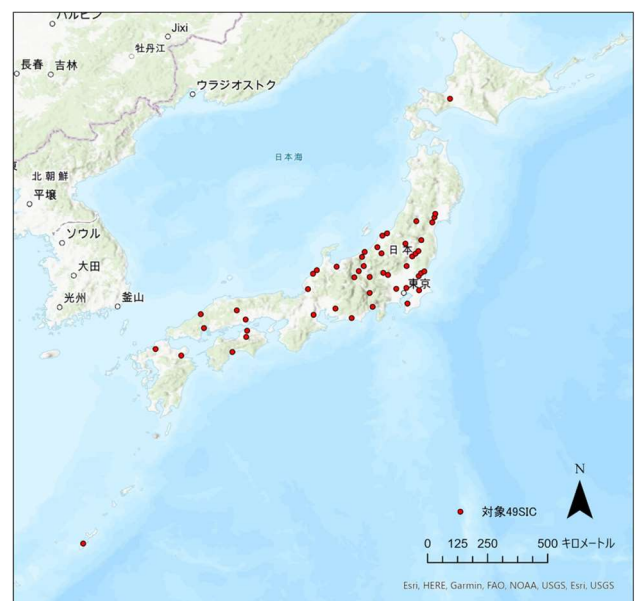 ハルビン
Jixi
牡丹江
長春
吉林
ウラジオストク
日本海
北朝鮮
平壌
ソウル
日本
大田
東京
光州
釜山
N
対象49SIC
0 125 250 500 キロメートル
Esri, HERE, Garmin, FAO, NOAA, USGS, Esri, USGS